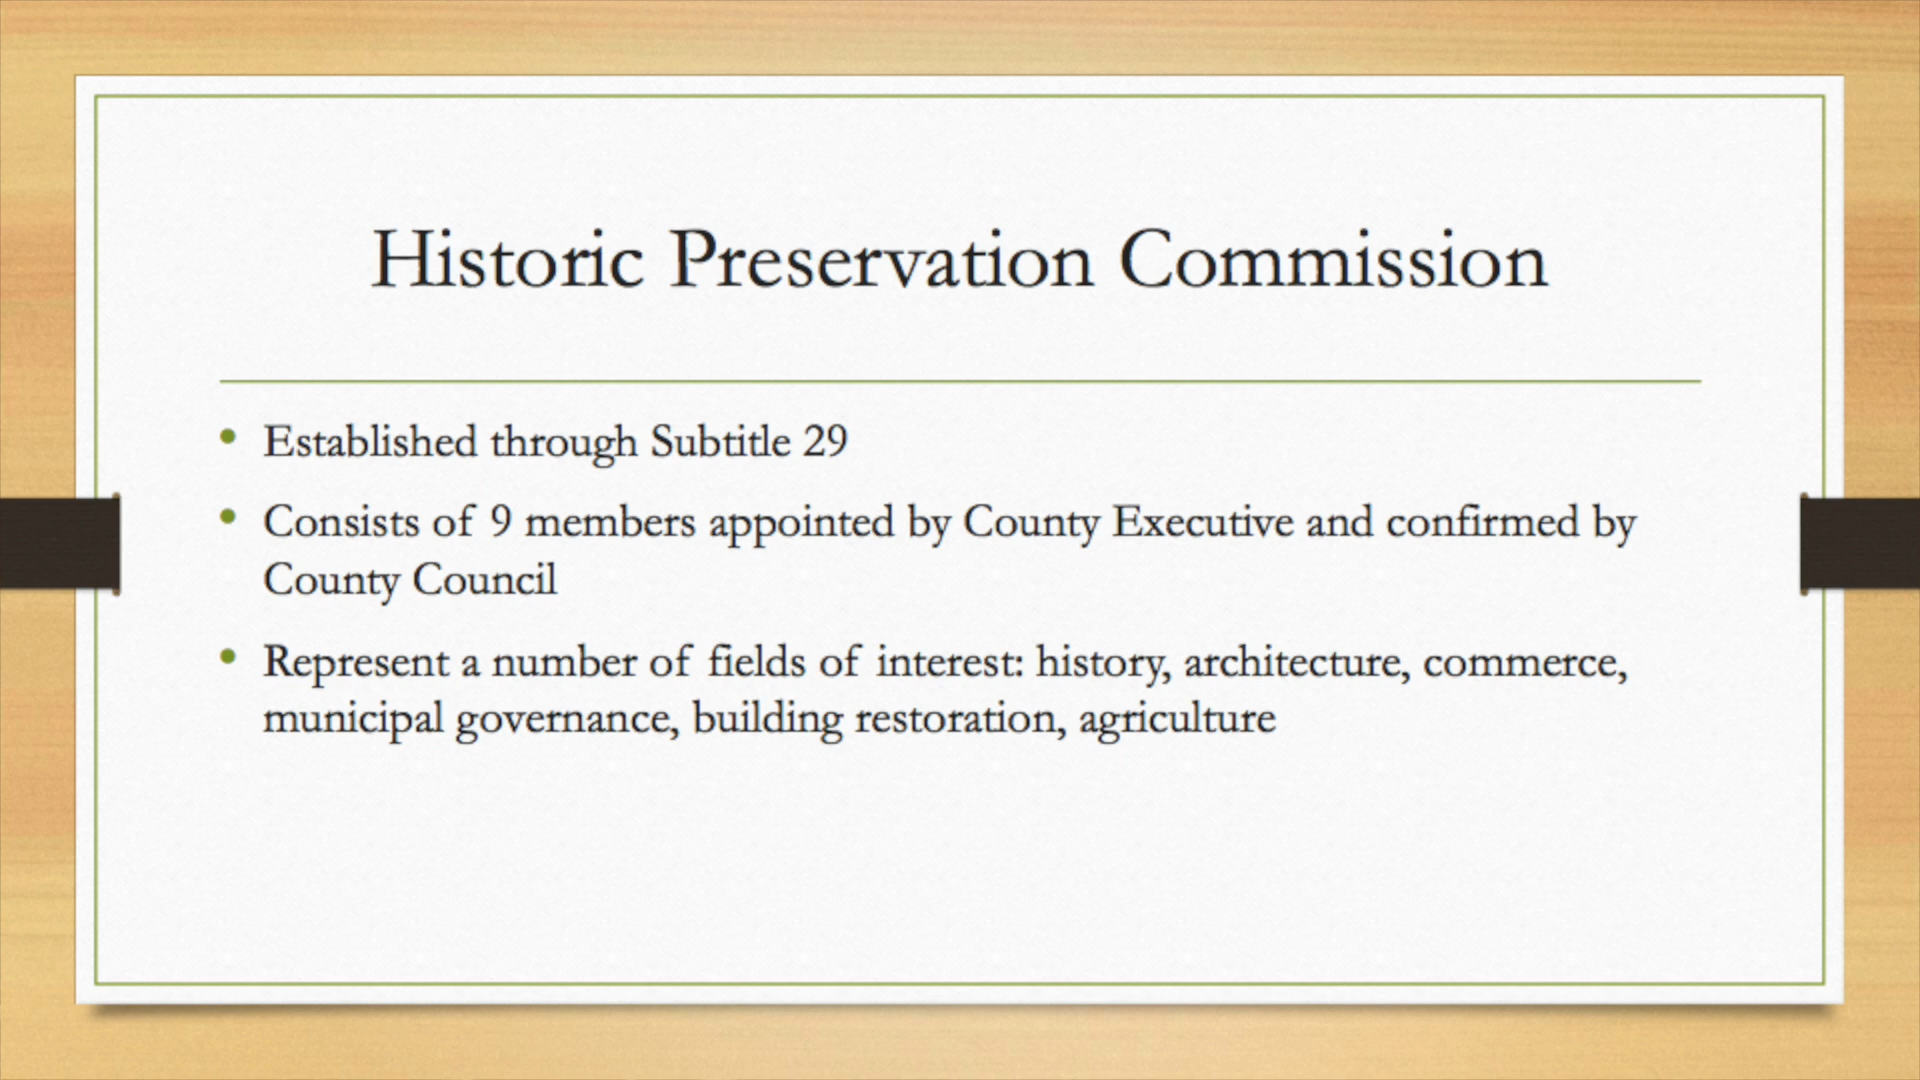 Historic Preservation Commission
• Established through Subtitle 29
• Consists of 9 members appointed by County Executive and confirmed by
County Council
• Represent a number of fields of interest: history, architecture, commerce,
municipal governance, building restoration, agriculture